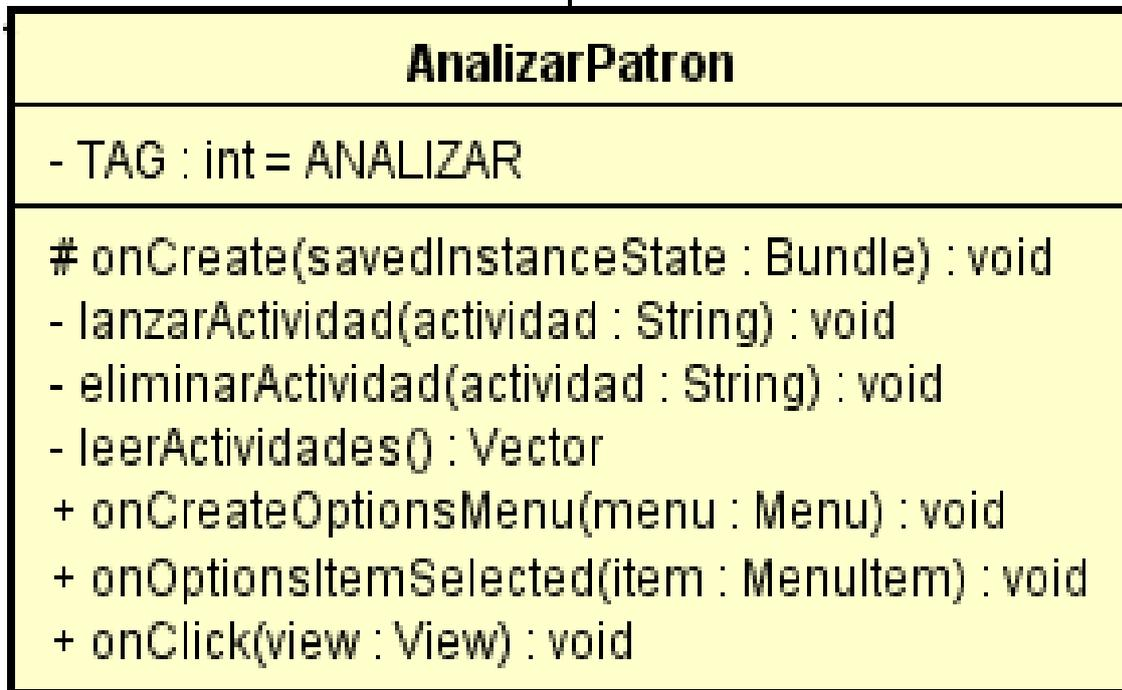 AnalizarPatron
- TAG : int = ANALIZAR
# onCreate(savedInstanceState : Bundle) : void
- lanzarActividad(actividad : String) : void
- eliminarActividad(actividad : String) : void
- leerActividades() : Vector
+ onCreateOptionsMenu(menu : Menu) : void
+ onOptionsItemSelected(item : MenuItem) : void
+ onClick(view : View) : void